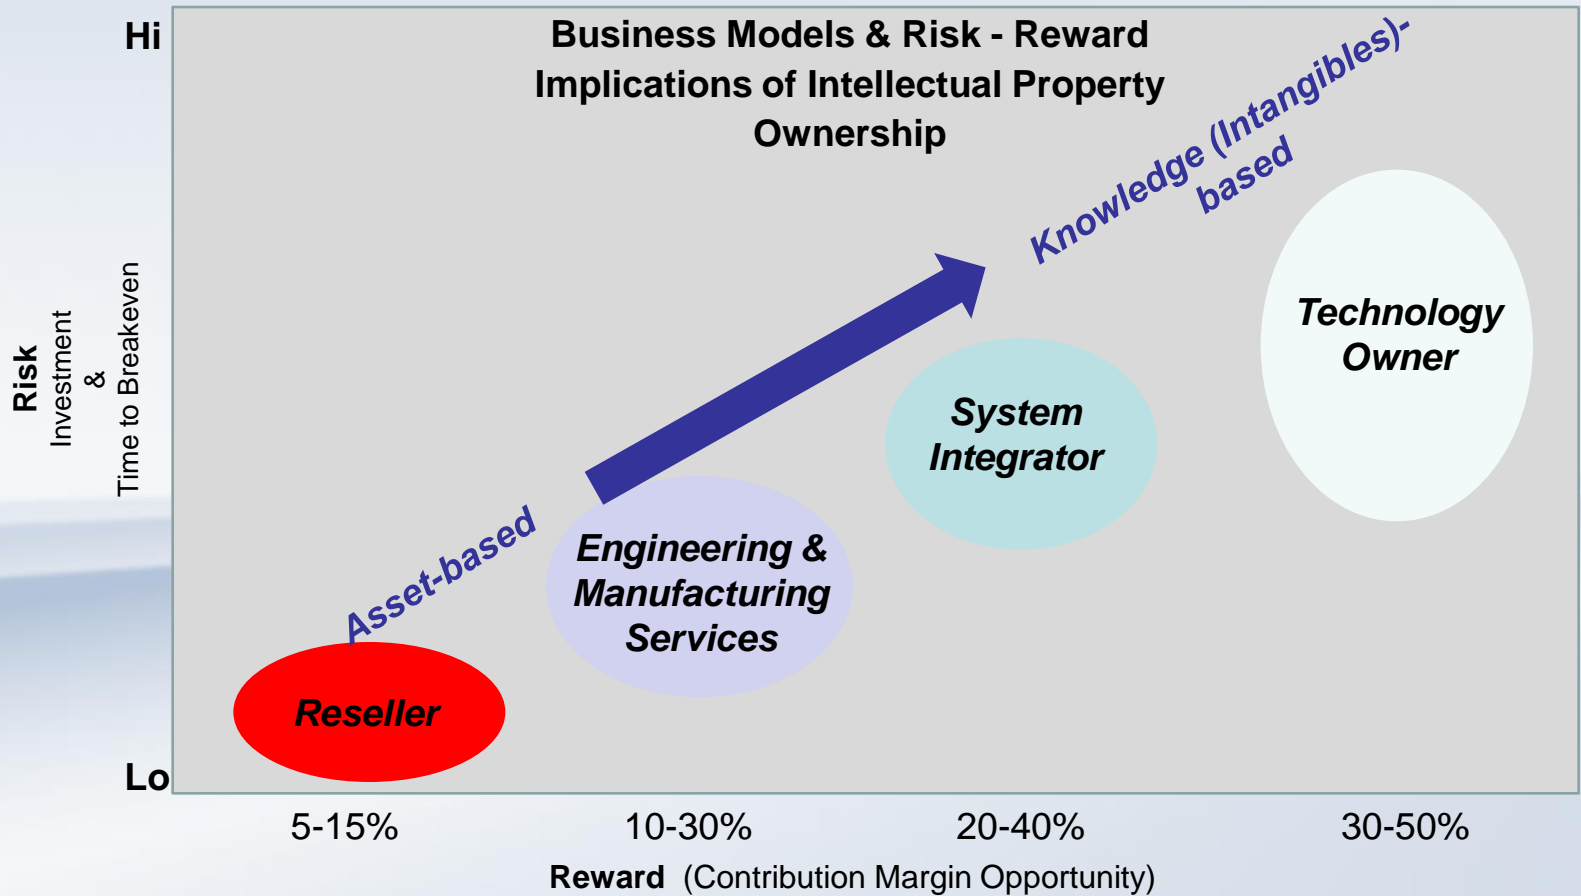 Hi
Business Models & Risk - Reward
Implications of Intellectual Property
Ownership
Knowledge (Intangibles)-
based
Technology
Owner
Risk
Investment
&
Time to Breakeven
System
Integrator
Asset-based
Engineering &
Manufacturing
Services
Reseller
Lo
5-15%
10-30%
20-40%
30-50%
Reward (Contribution Margin Opportunity)